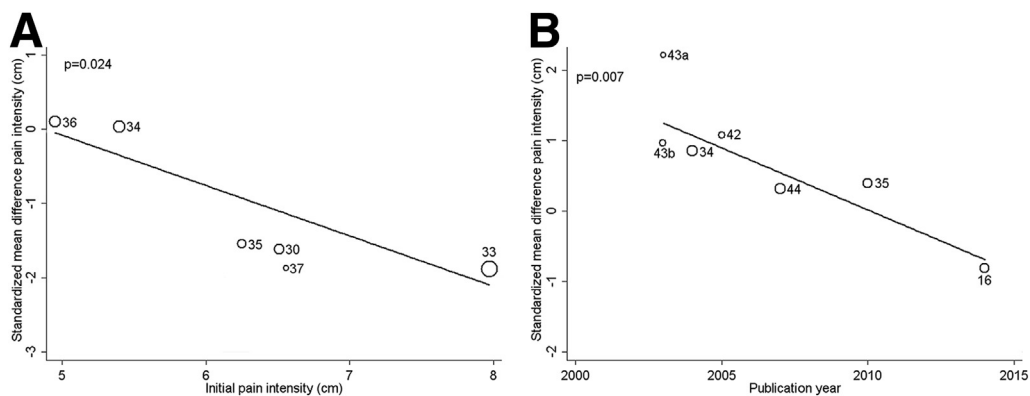 A
Standardized mean difference pain intensity (cm)
1
0
-1
-2
-3
p=0.024
36
34
35
30
37
33
5
6
7
8
Initial pain intensity (cm)
B
Standardized mean difference pain intensity (cm)
2
1
0
-1
-2
p=0.007
43a
43b
42
34
44
35
16
2000
2005
2010
2015
Publication year